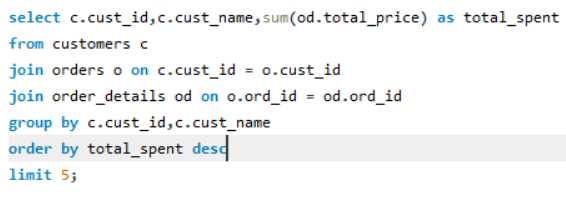 select c.cust_id,c.cust_name,sum(od.total_price) as total_spent
from customers c
join orders o on c.cust_id = o.cust_id
join order_details od on o.ord_id = od.ord_id
group by c.cust_id,c.cust_name
order by total_spent desc
limit 5;